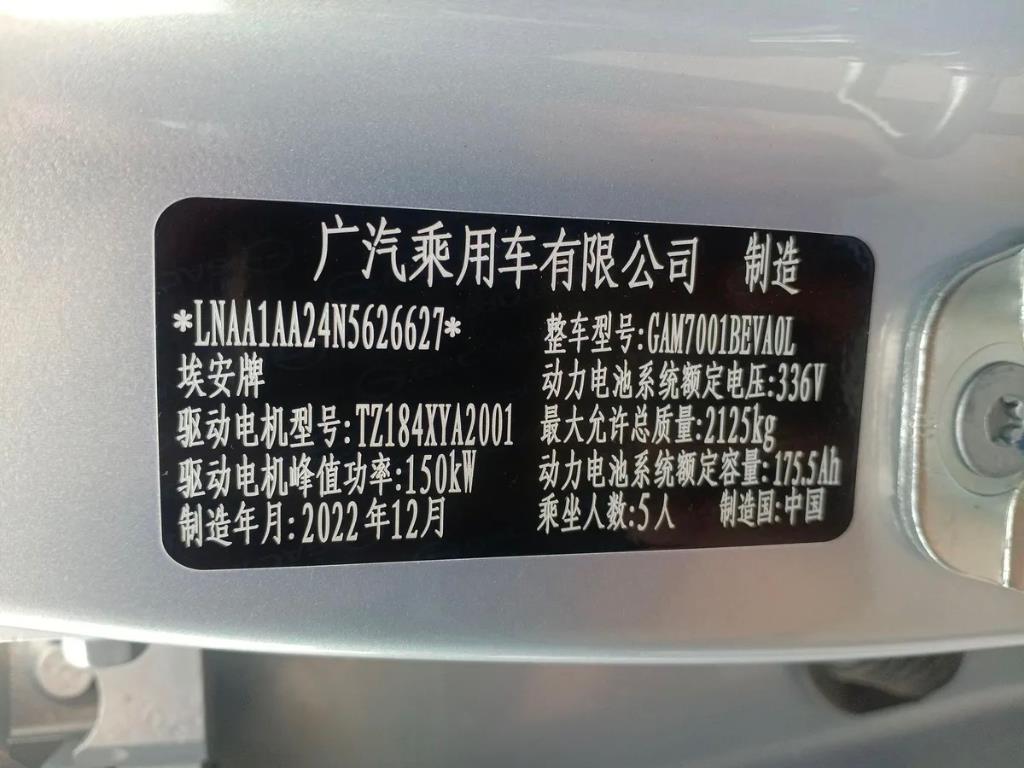 广汽乘用车有限公司 制造
*LNAA1AA24N5626627*
埃安牌
驱动电机型号:TZ184XYA2001
驱动电机峰值功率:150kW
制造年月:2022年12月
整车型号:GAM7001BEVA0L
动力电池系统额定电压:336V
最大允许总质量:2125kg
动力电池系统额定容量:175.5Ah
乘坐人数:5人 制造国:中国